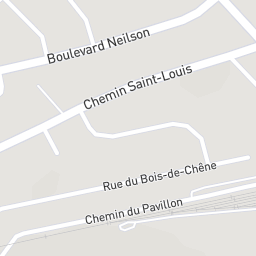 Boulevard Neilson
Chemin Saint-Louis
Rue du Bois-de-Chêne
Chemin du Pavillon